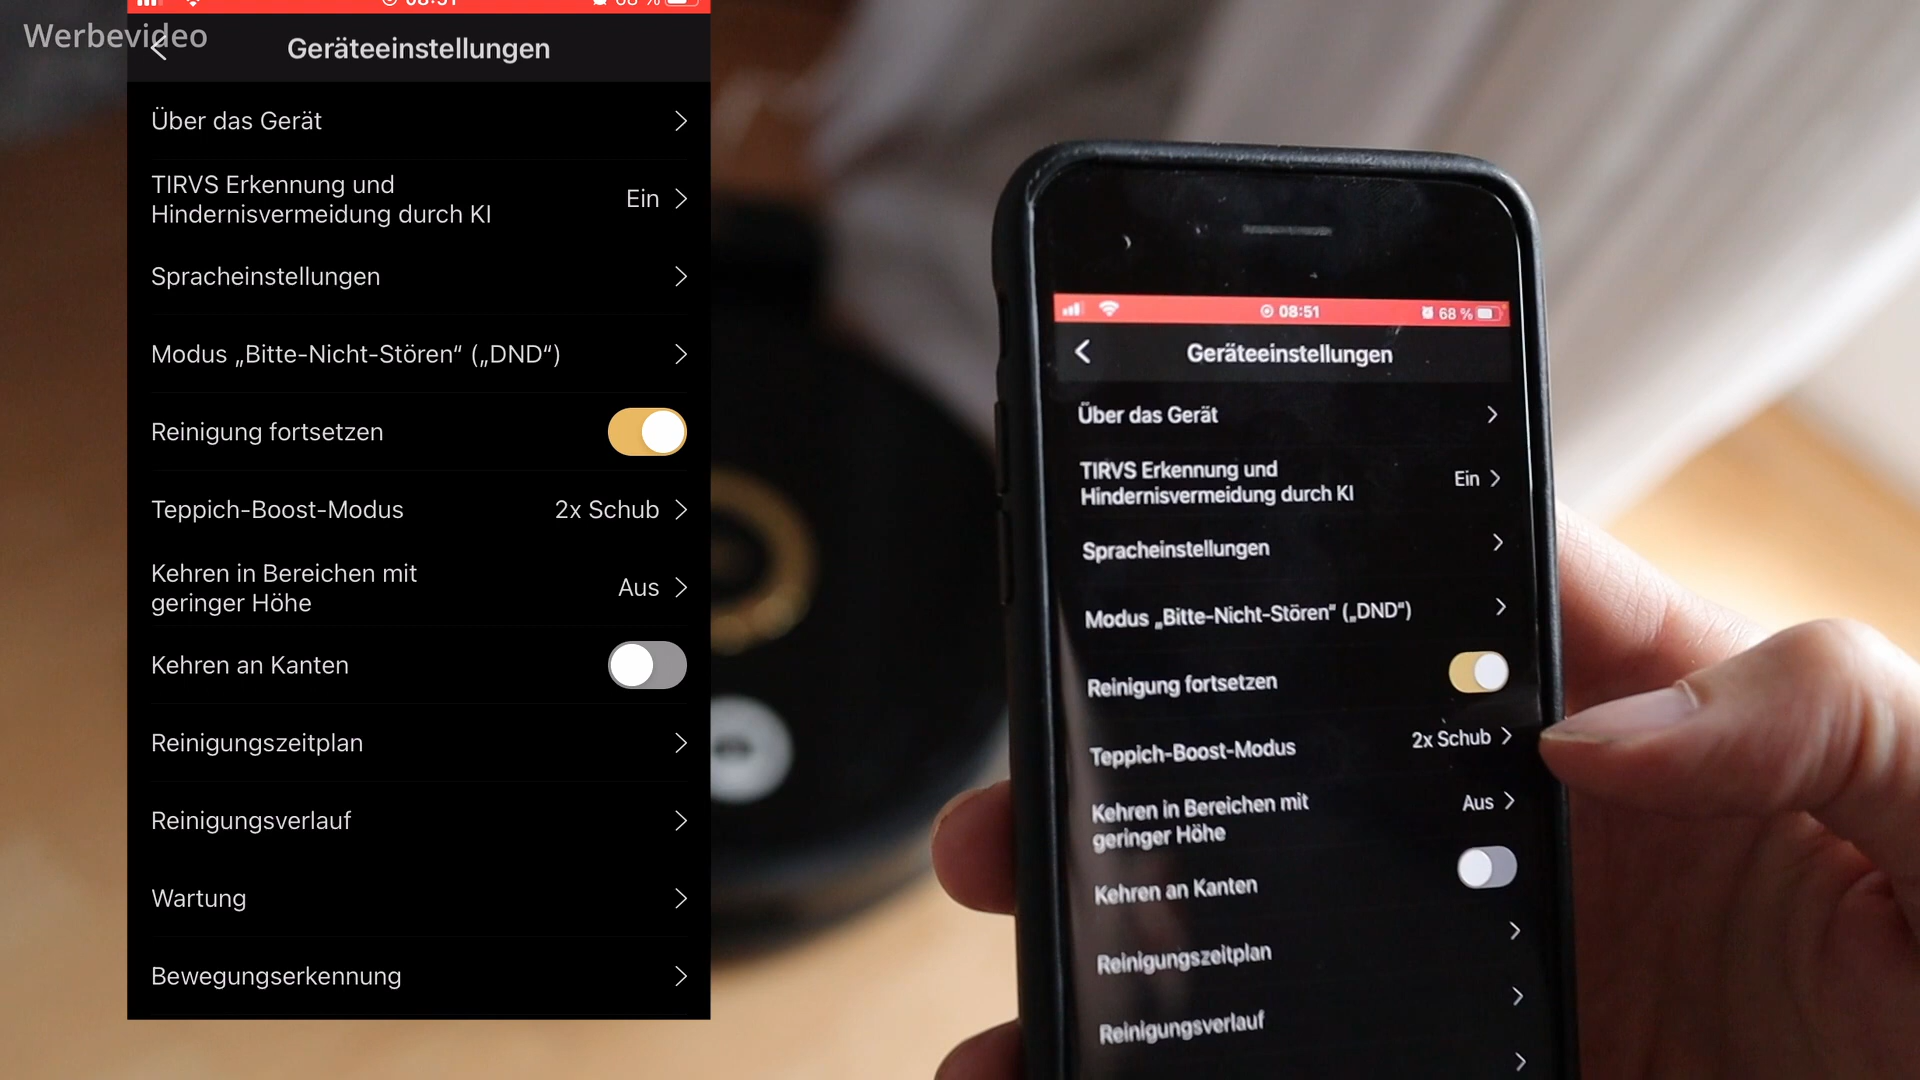 Werbevideo
Geräteeinstellungen
Über das Gerät
TIRVS Erkennung und
Hindernisvermeidung durch KI
Ein
Spracheinstellungen
Modus „Bitte-Nicht-Stören“ („DND“)
Reinigung fortsetzen
Teppich-Boost-Modus
2x Schub
Kehren in Bereichen mit
geringer Höhe
Aus
Kehren an Kanten
Reinigungszeitplan
Reinigungsverlauf
Wartung
Bewegungserkennung
08:51
68 %
Geräteeinstellungen
Über das Gerät
TIRVS Erkennung und
Hindernisvermeidung durch KI
Ein
Spracheinstellungen
Modus „Bitte-Nicht-Stören“ („DND“)
Reinigung fortsetzen
Teppich-Boost-Modus
2x Schub
Kehren in Bereichen mit
geringer Höhe
Aus
Kehren an Kanten
Reinigungszeitplan
Reinigungsverlauf